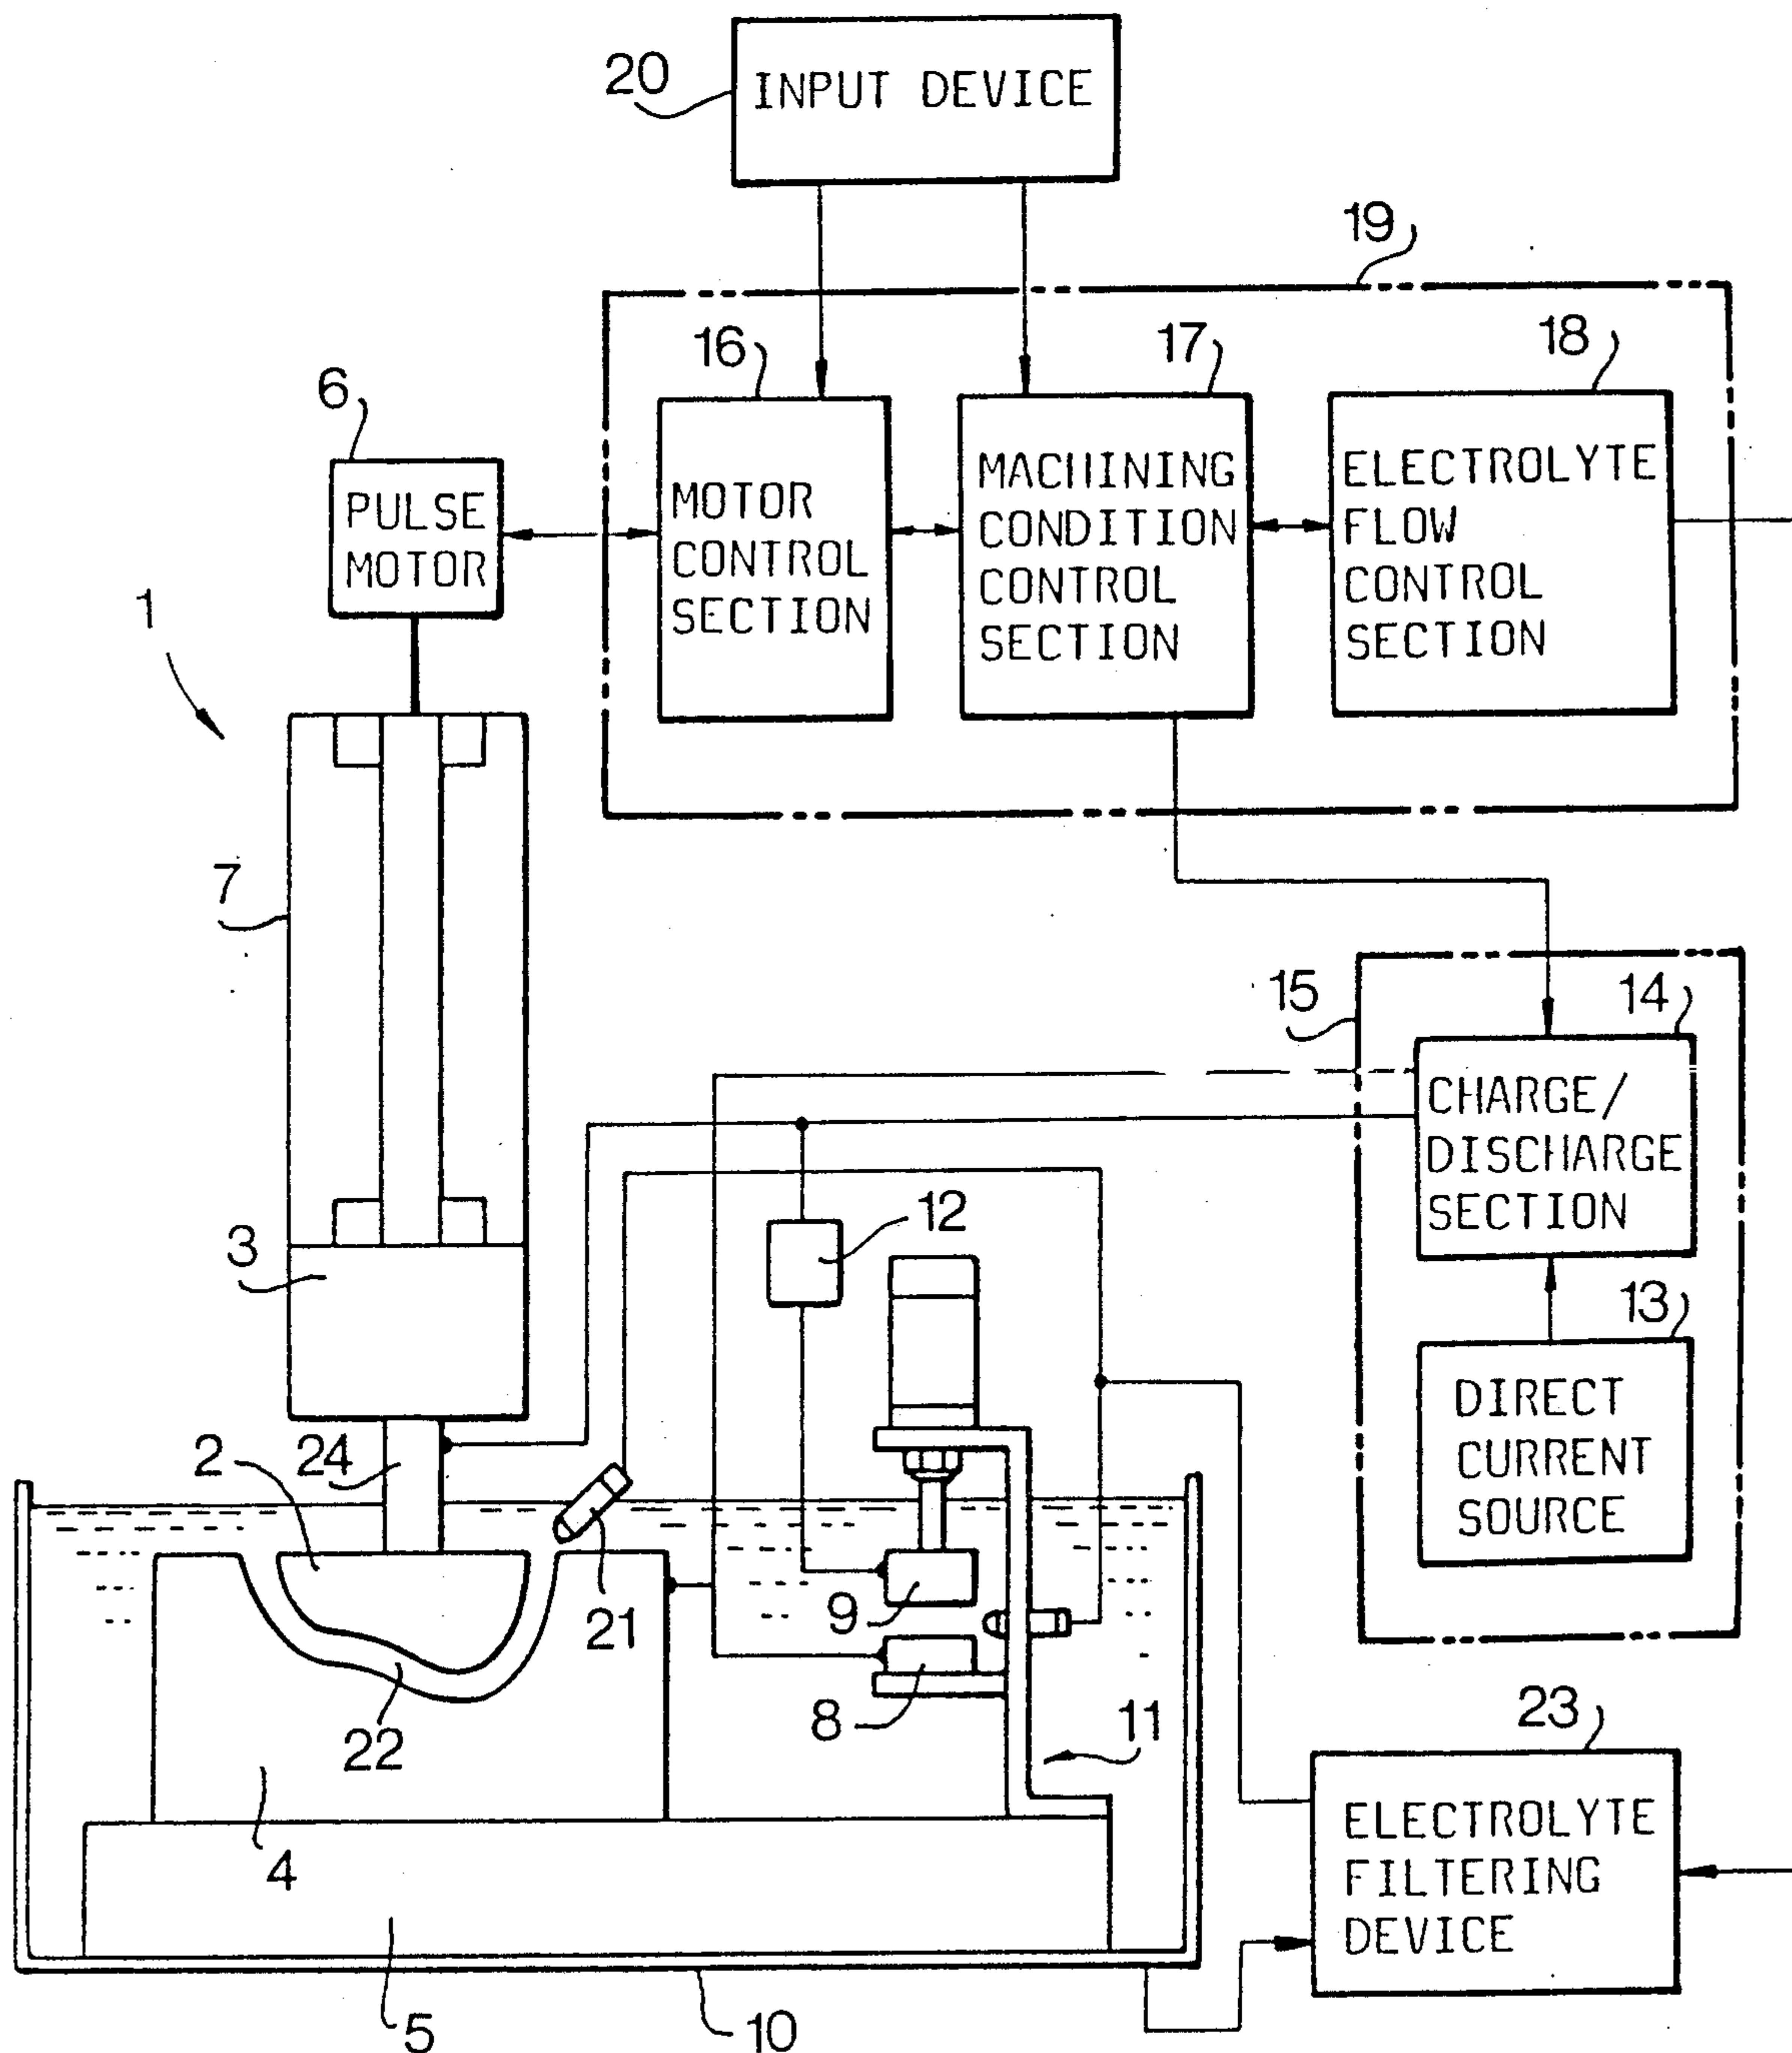 20
INPUT DEVICE
19
16
17
18
6
PULSE
MOTOR
MOTOR
CONTROL
SECTION
MACHINING
CONDITION
CONTROL
SECTION
ELECTROLYTE
FLOW
CONTROL
SECTION
1
7
15
14
CHARGE/
DISCHARGE
SECTION
12
3
13
DIRECT
CURRENT
SOURCE
2
24
21
9
8
22
11
23
4
ELECTROLYTE
FILTERING
DEVICE
5
10